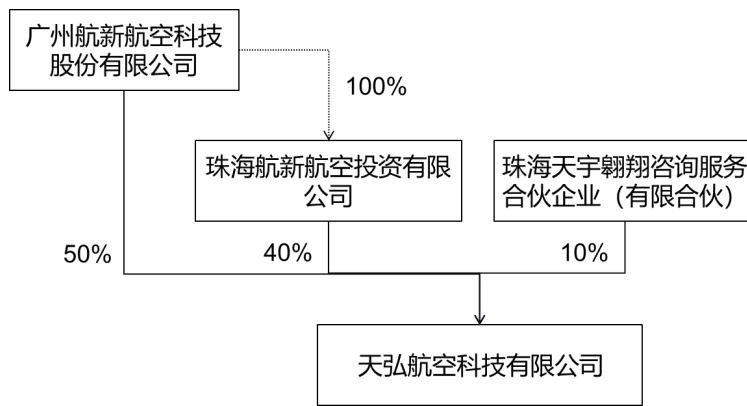 广州航新航空科技
股份有限公司
100%
珠海航新航空投资有限
公司
珠海天宇翱翔咨询服务
合伙企业（有限合伙）
50%
40%
10%
天弘航空科技有限公司